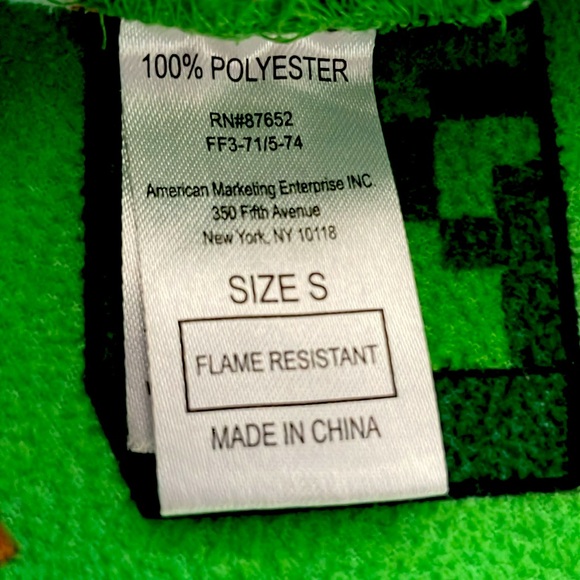 100% POLYESTER
RN#87652
FF3-71/5-74
American Marketing Enterprise INC
350 Fifth Avenue
New York, NY 10118
SIZE S
FLAME RESISTANT
MADE IN CHINA